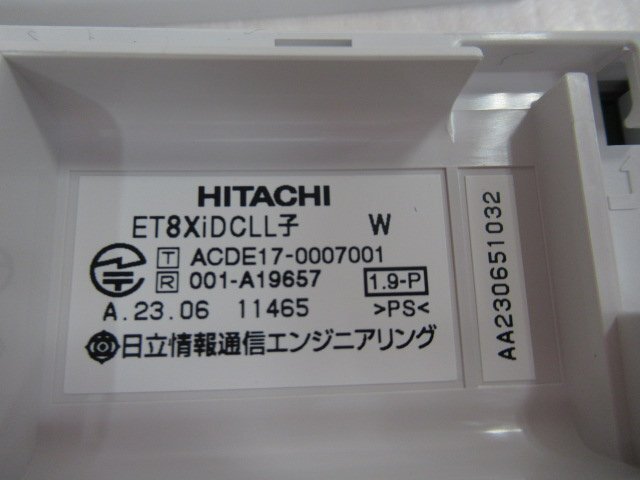 HITACHI
ET8XiDCLL子 W
T ACDE17-0007001
R 001-A19657 1.9-P
A.23.06 11465 >PS<
日立情報通信エンジニアリング
AA230651032
1